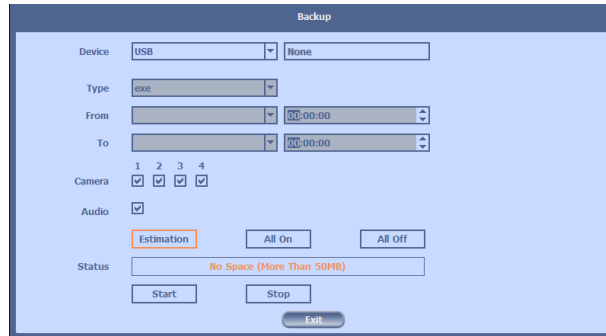 Backup
Device USB None
Type exe
From 00:00:00
To 00:00:00
1 2 3 4
Camera
Audio
Estimation All On All Off
Status No Space (More Than 50MB)
Start Stop
Exit